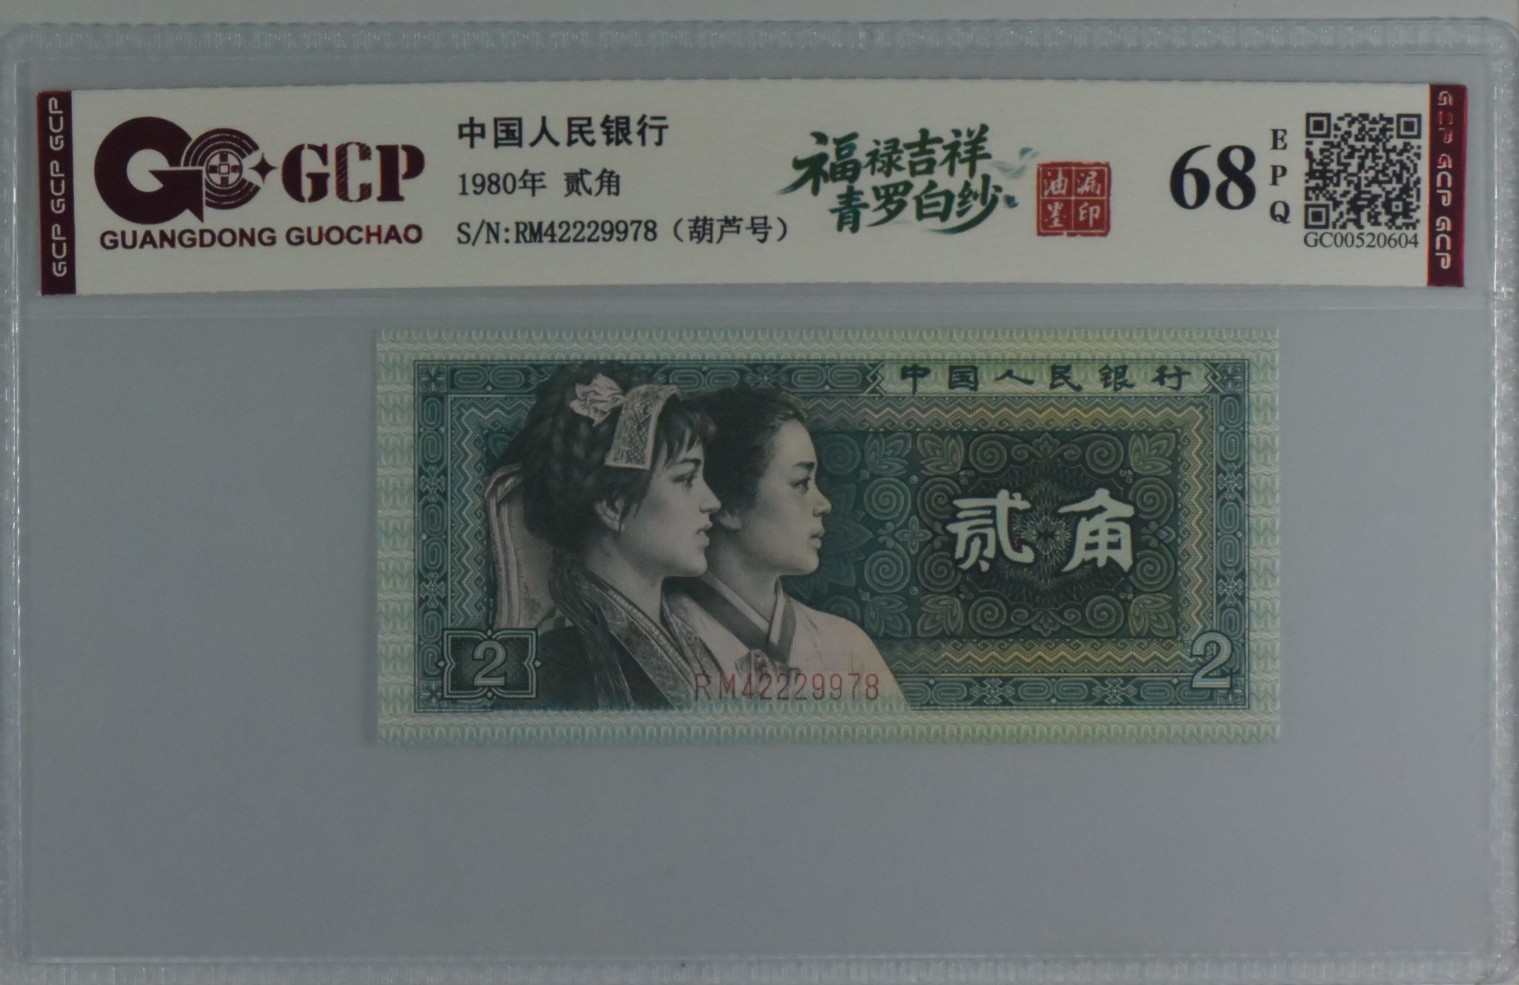 GCP GCP GCP
GCP
GUANGDONG GUOCHAO
中国人民银行
1980年 贰角
S/N:RM42229978（葫芦号）
福禄吉祥
青罗白纱
油漏
墨印
68
EPQ
GC00520604
GCP GCP GCP
中国人民银行
贰角
2
2
RM42229978